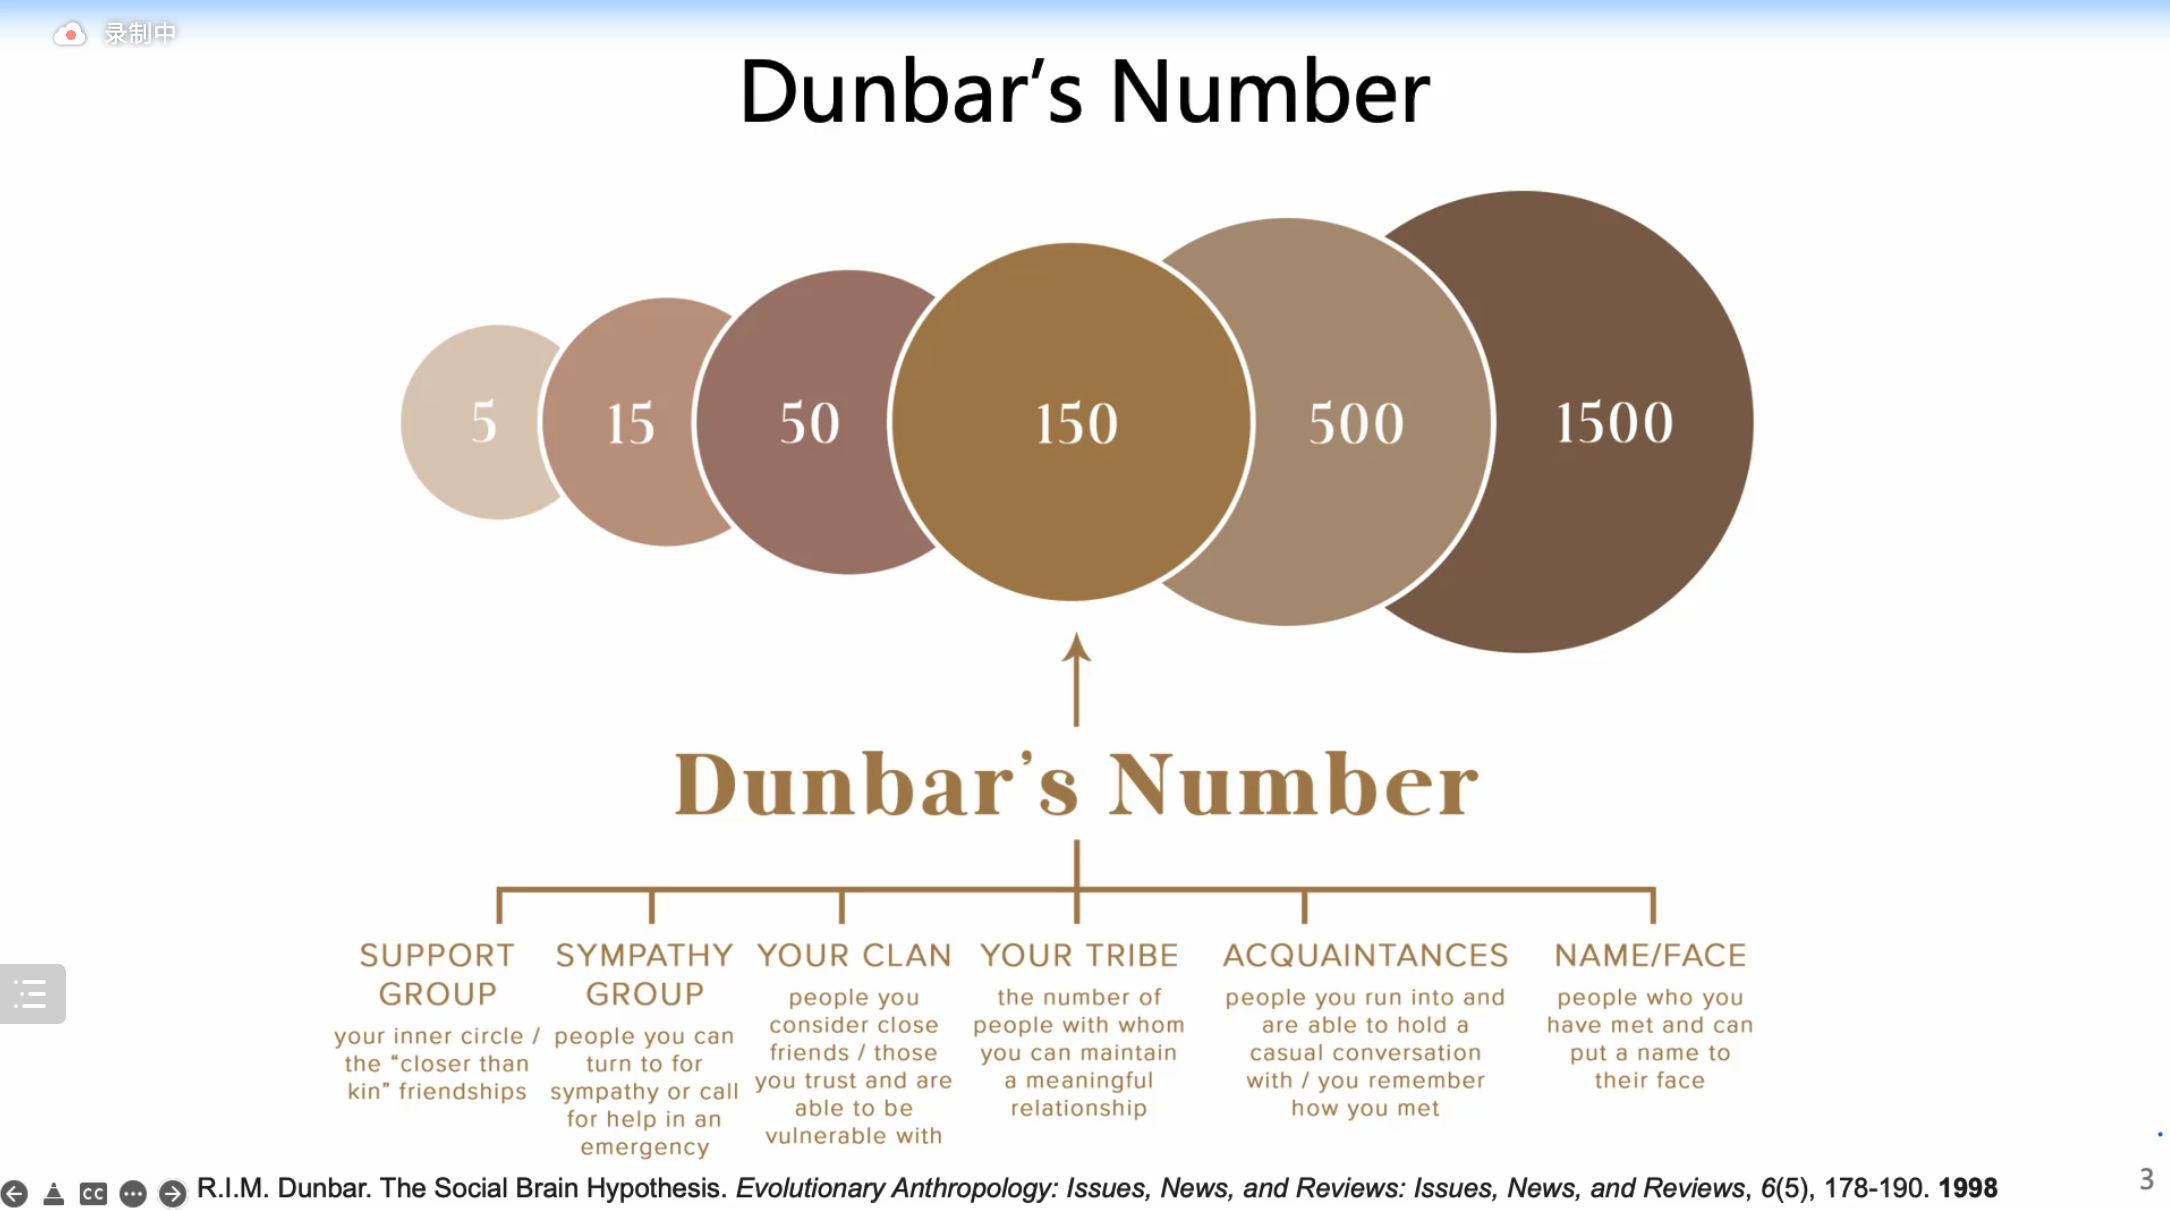 录制中
Dunbar’s Number
5
15
50
150
500
1500
Dunbar’s Number
SUPPORT
GROUP
your inner circle /
the “closer than
kin” friendships
SYMPATHY
GROUP
people you can
turn to for
sympathy or call
for help in an
emergency
YOUR CLAN
people you
consider close
friends / those
you trust and are
able to be
vulnerable with
YOUR TRIBE
the number of
people with whom
you can maintain
a meaningful
relationship
ACQUAINTANCES
people you run into and
are able to hold a
casual conversation
with / you remember
how you met
NAME/FACE
people who you
have met and can
put a name to
their face
CC
R.I.M. Dunbar. The Social Brain Hypothesis. Evolutionary Anthropology: Issues, News, and Reviews: Issues, News, and Reviews, 6(5), 178-190. 1998
3